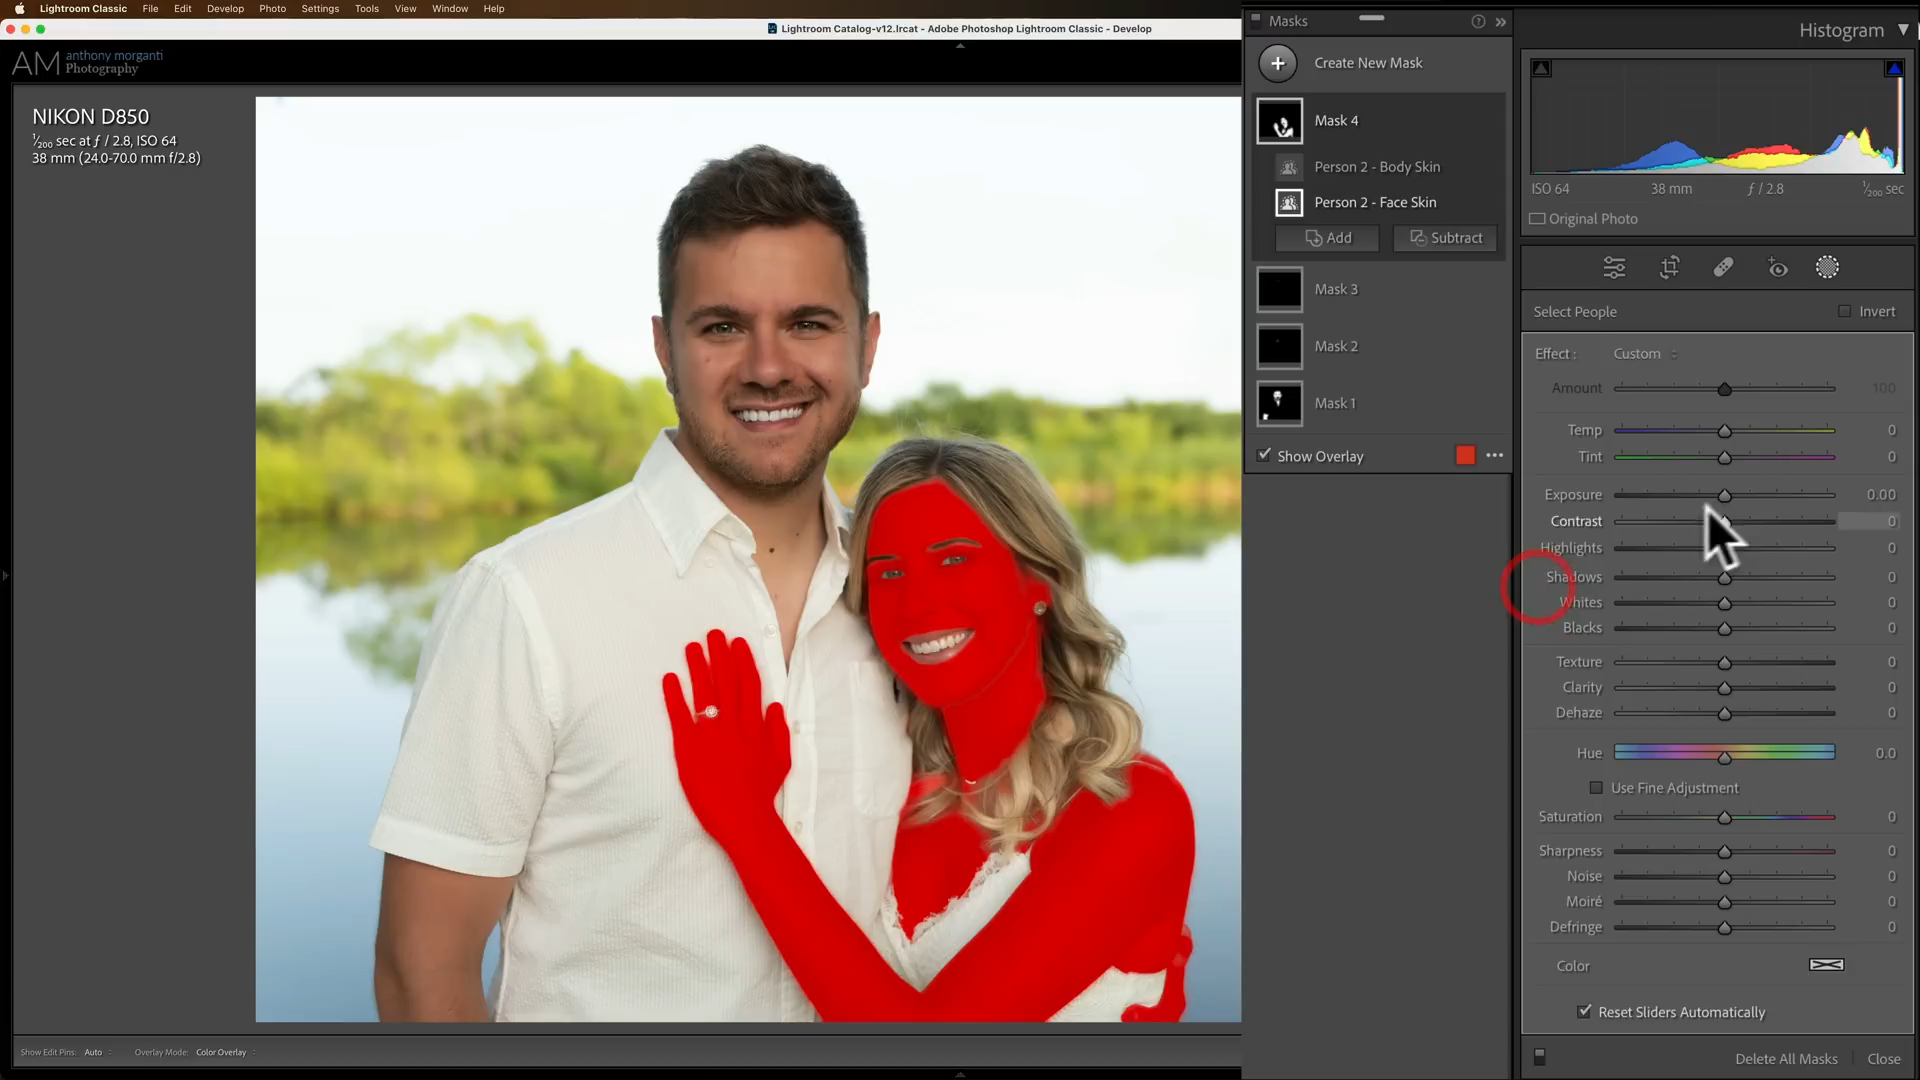 Lightroom Classic File Edit Develop Photo Settings Tools View Window Help
Lightroom Catalog-v12.lrcat - Adobe Photoshop Lightroom Classic - Develop
AM anthony morganti
Photography
NIKON D850
1/200 sec at ƒ / 2.8, ISO 64
38 mm (24.0-70.0 mm f/2.8)
Masks
Create New Mask
Mask 4
Person 2 - Body Skin
Person 2 - Face Skin
Add Subtract
Mask 3
Mask 2
Mask 1
Show Overlay
Histogram
ISO 64 38 mm ƒ / 2.8 1/200 sec
Original Photo
Select People Invert
Effect : Custom
Amount 100
Temp 0
Tint 0
Exposure 0.00
Contrast 0
Highlights 0
Shadows 0
Whites 0
Blacks 0
Texture 0
Clarity 0
Dehaze 0
Hue 0.0
Use Fine Adjustment
Saturation 0
Sharpness 0
Noise 0
Moiré 0
Defringe 0
Color
Reset Sliders Automatically
Show Edit Pins: Auto Overlay Mode: Color Overlay
Delete All Masks Close